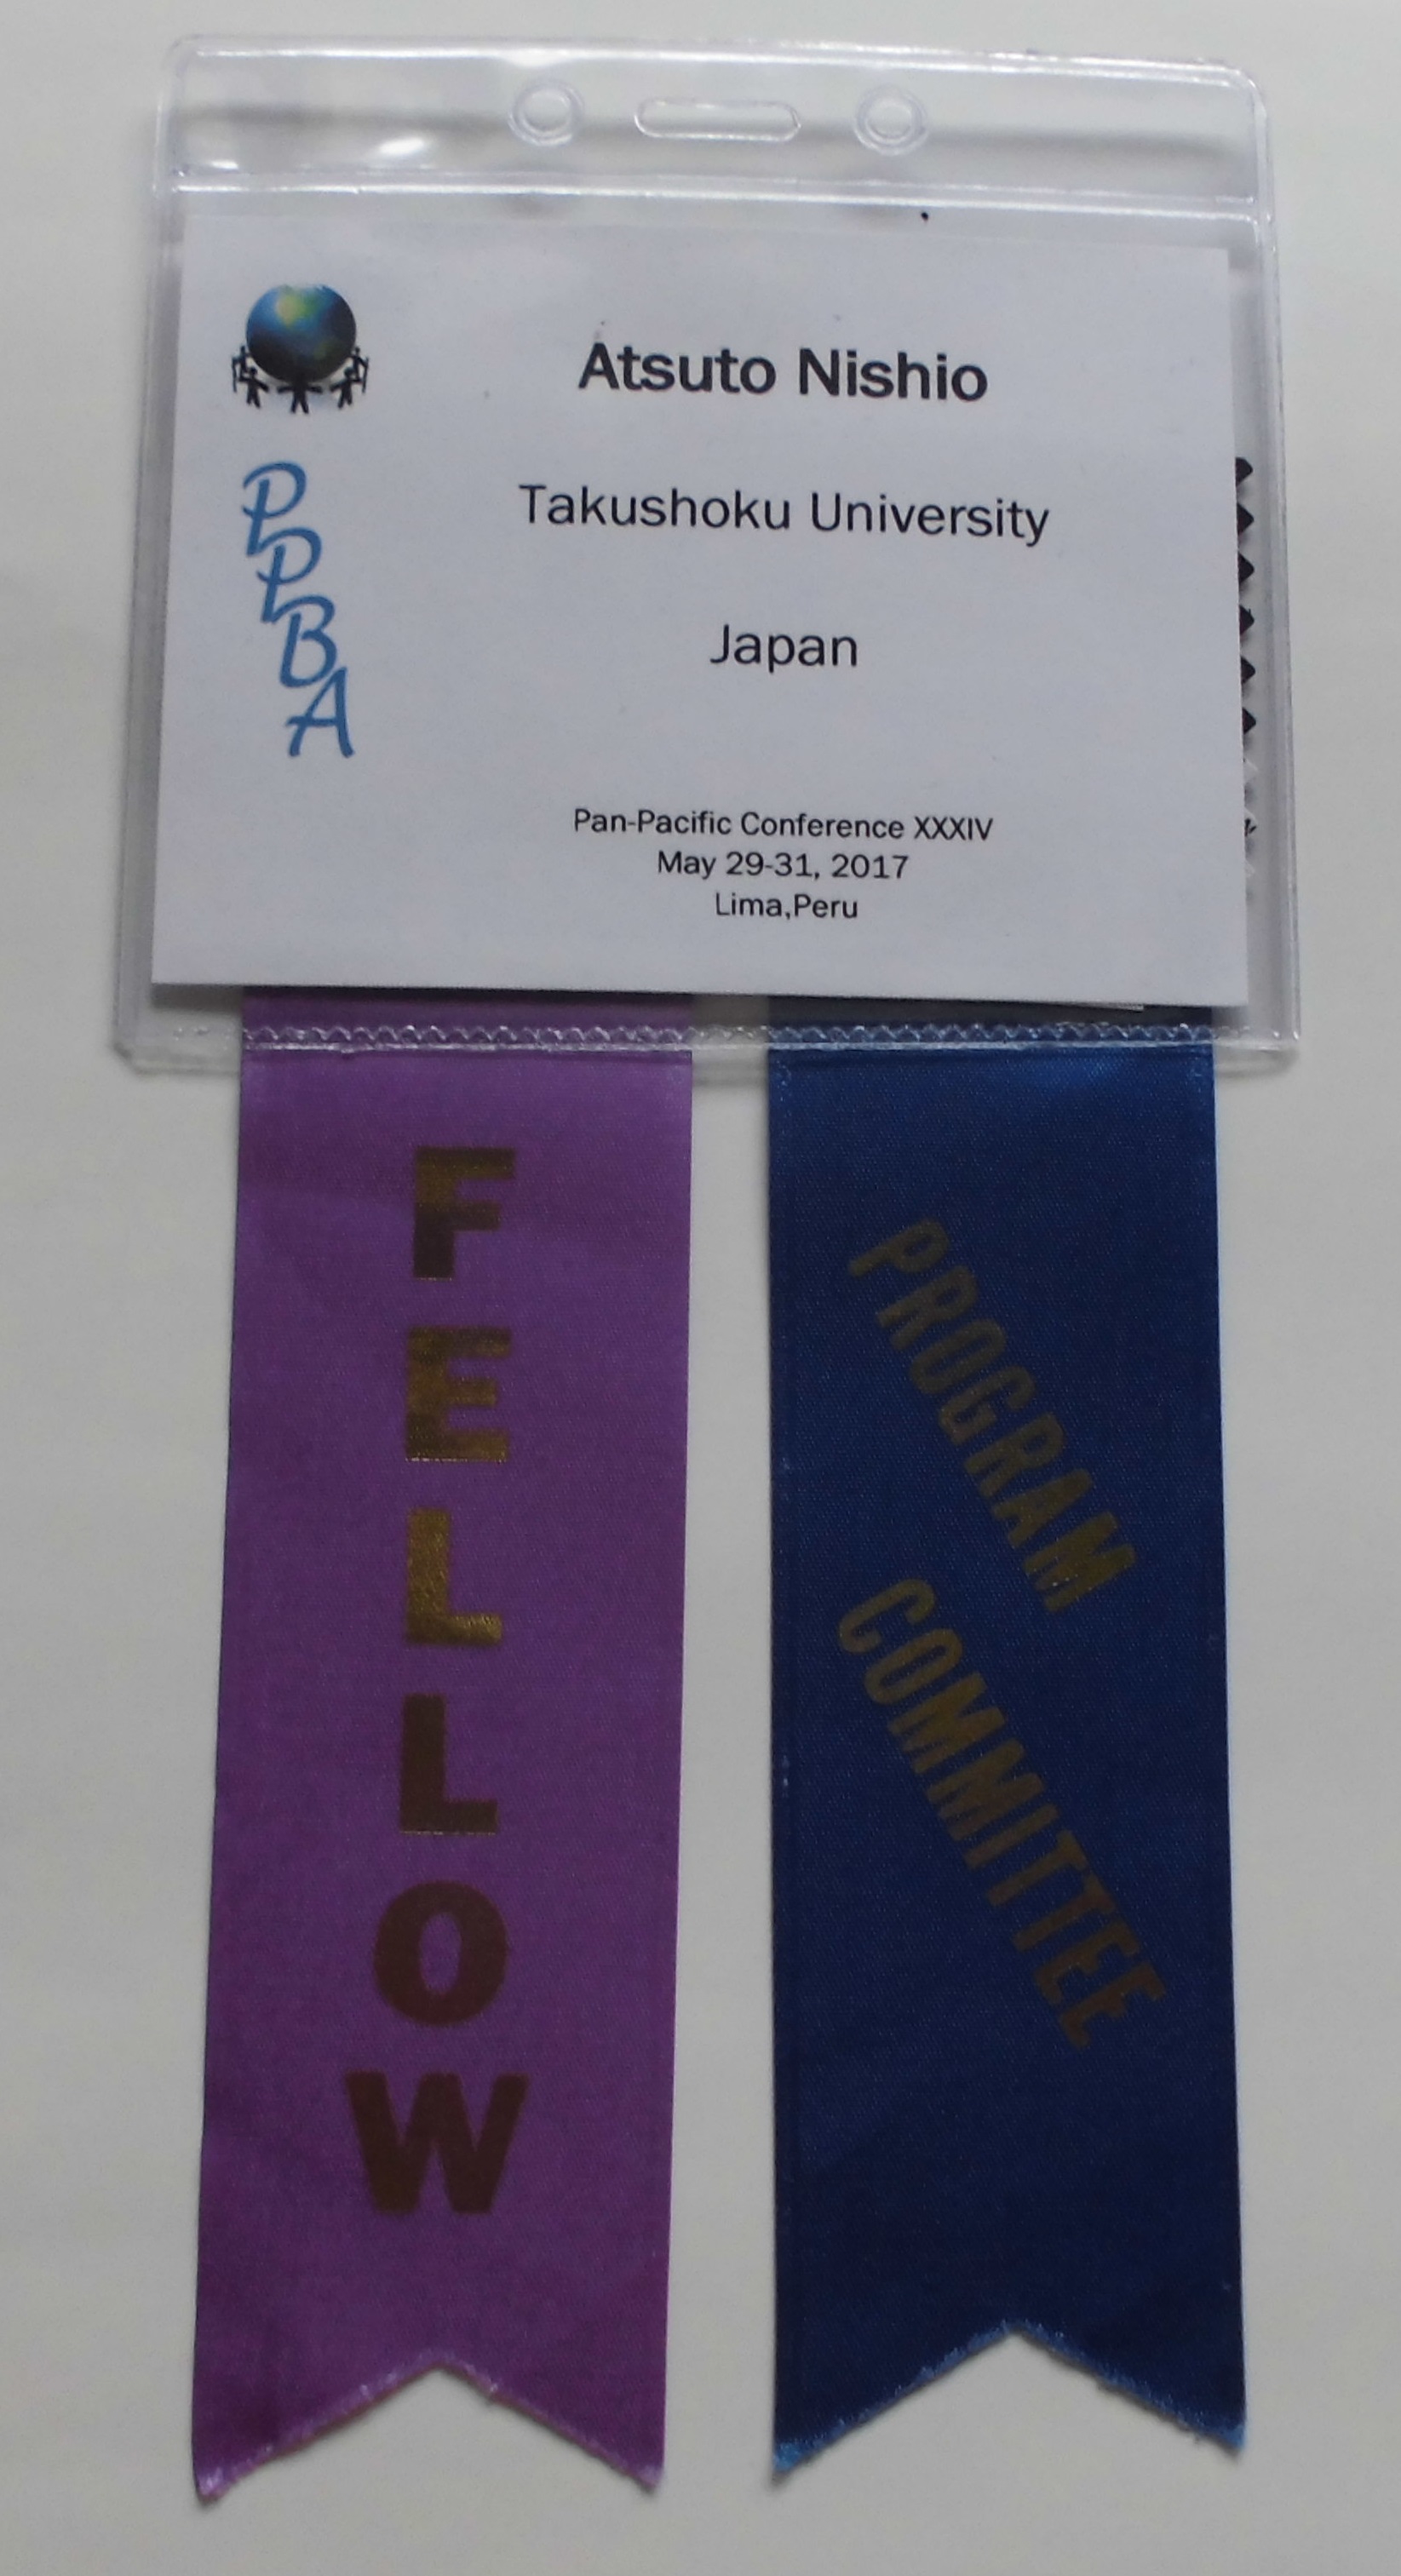 PPBA
Atsuto Nishio
Takushoku University
Japan
Pan-Pacific Conference XXXIV
May 29-31, 2017
Lima,Peru
FELLOW
PROGRAM
COMMITTEE